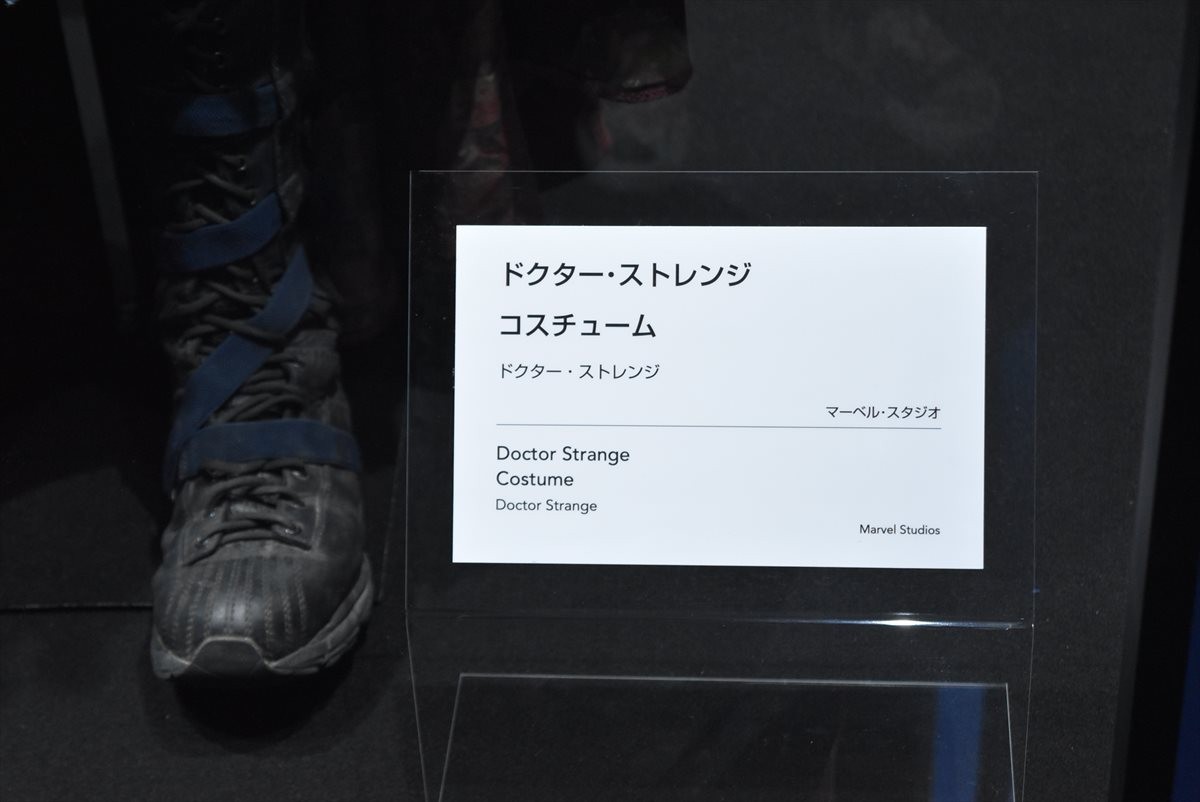 ドクター・ストレンジ
コスチューム
ドクター・ストレンジ
マーベル・スタジオ
Doctor Strange
Costume
Doctor Strange
Marvel Studios